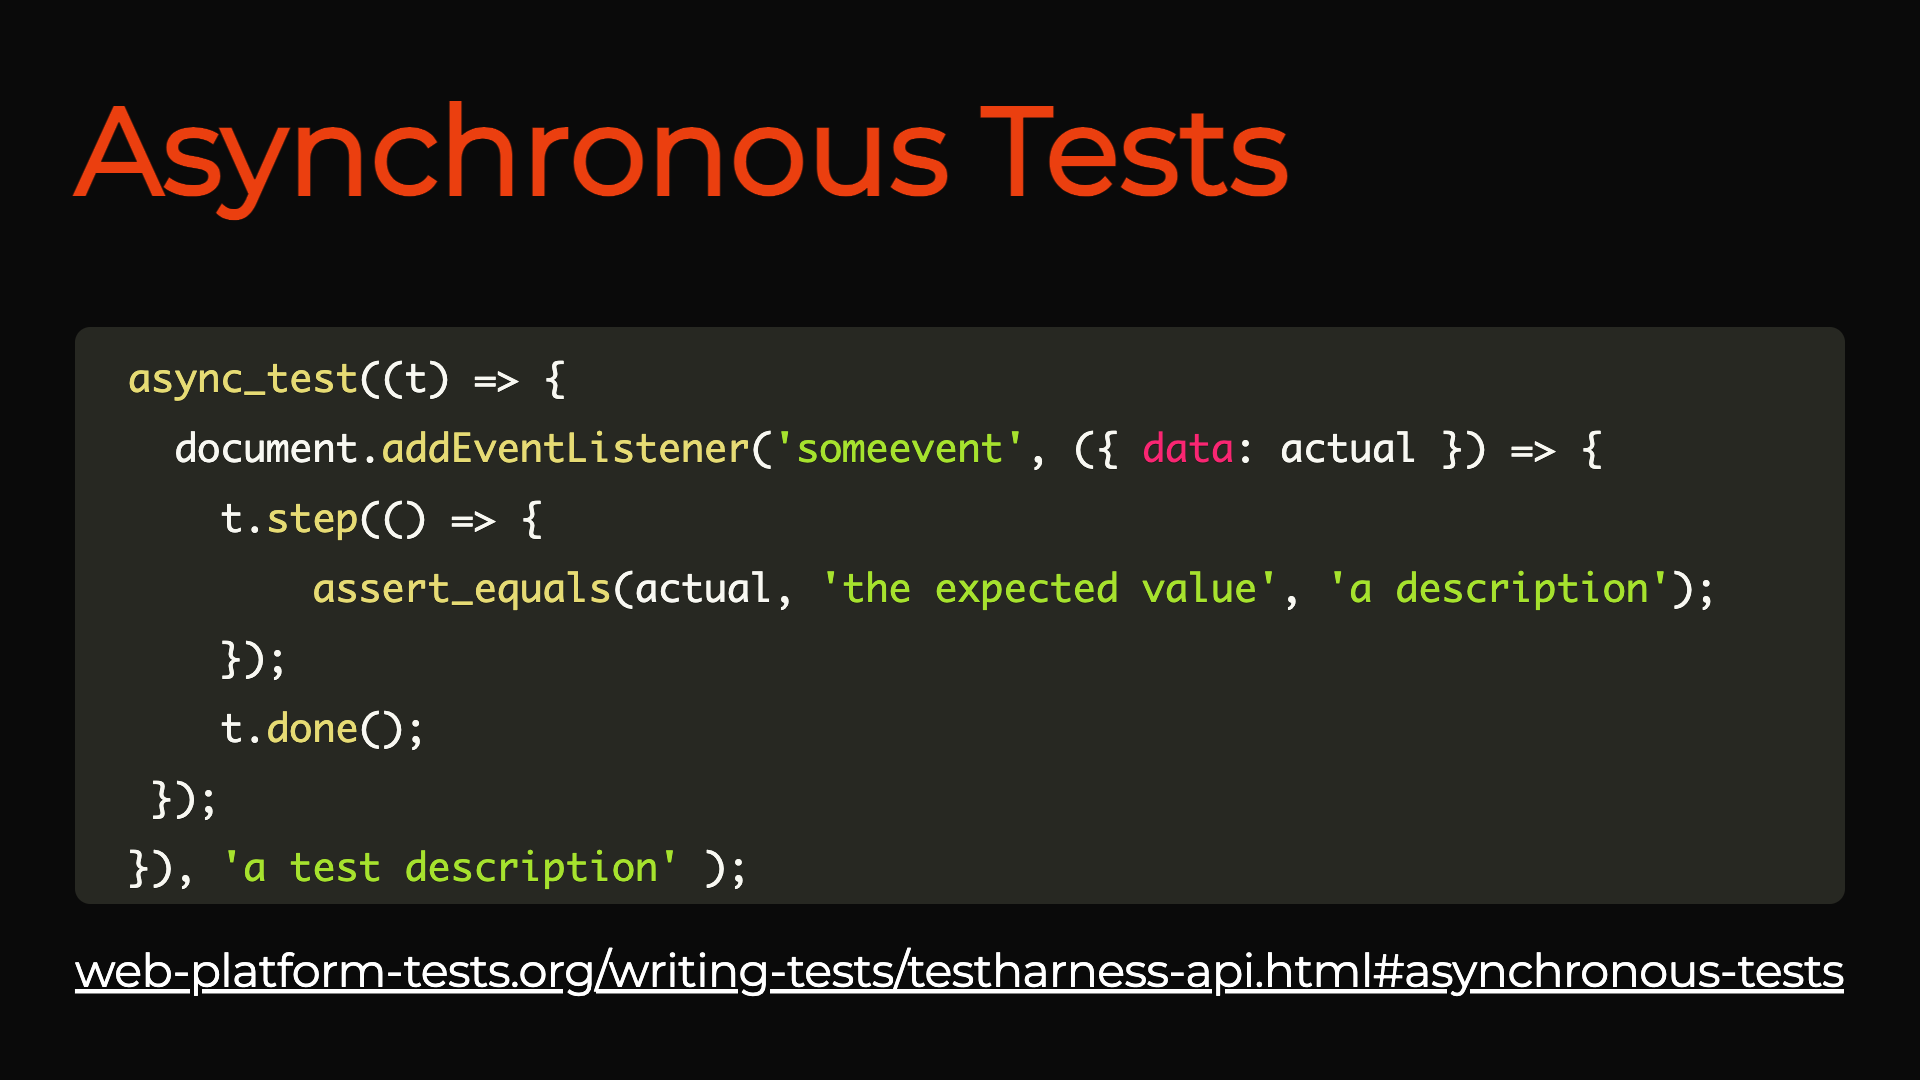 Asynchronous Tests
async_test((t) => {
  document.addEventListener('someevent', ({ data: actual }) => {
    t.step(() => {
        assert_equals(actual, 'the expected value', 'a description');
    });
    t.done();
 });
}), 'a test description' );
web-platform-tests.org/writing-tests/testharness-api.html#asynchronous-tests